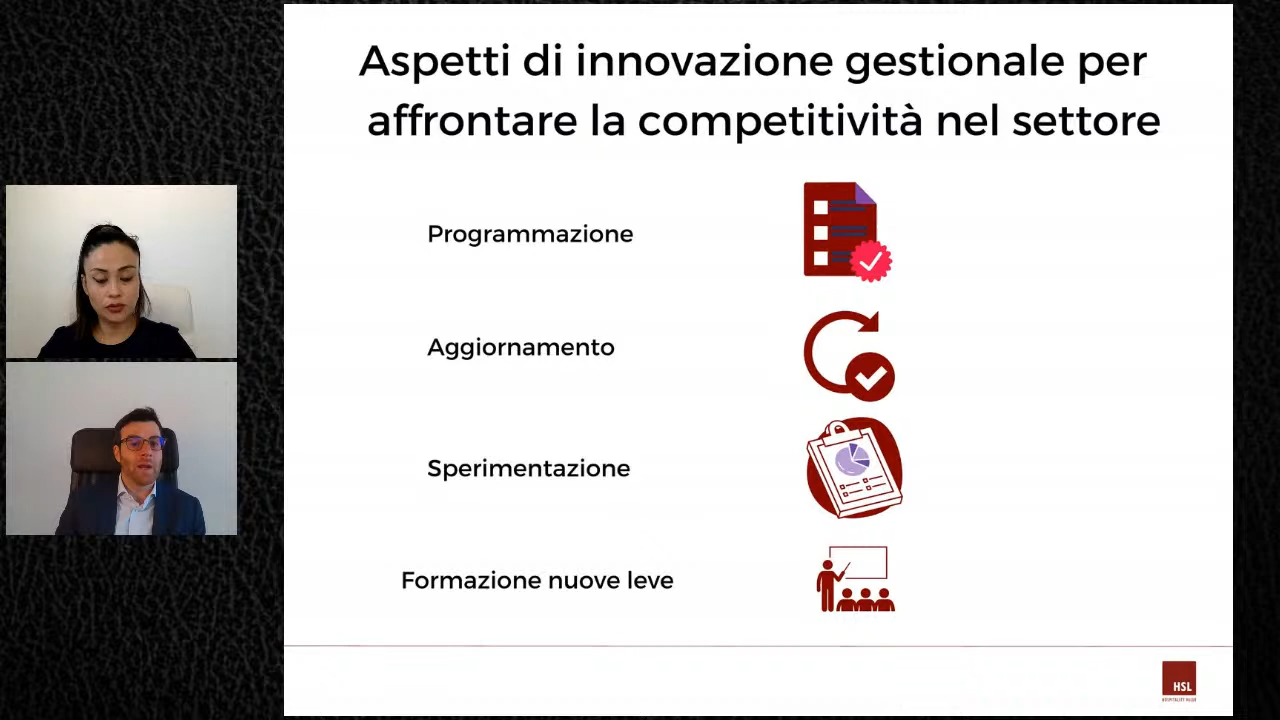 Aspetti di innovazione gestionale per
affrontare la competitività nel settore
Programmazione
Aggiornamento
Sperimentazione
Formazione nuove leve
HSL